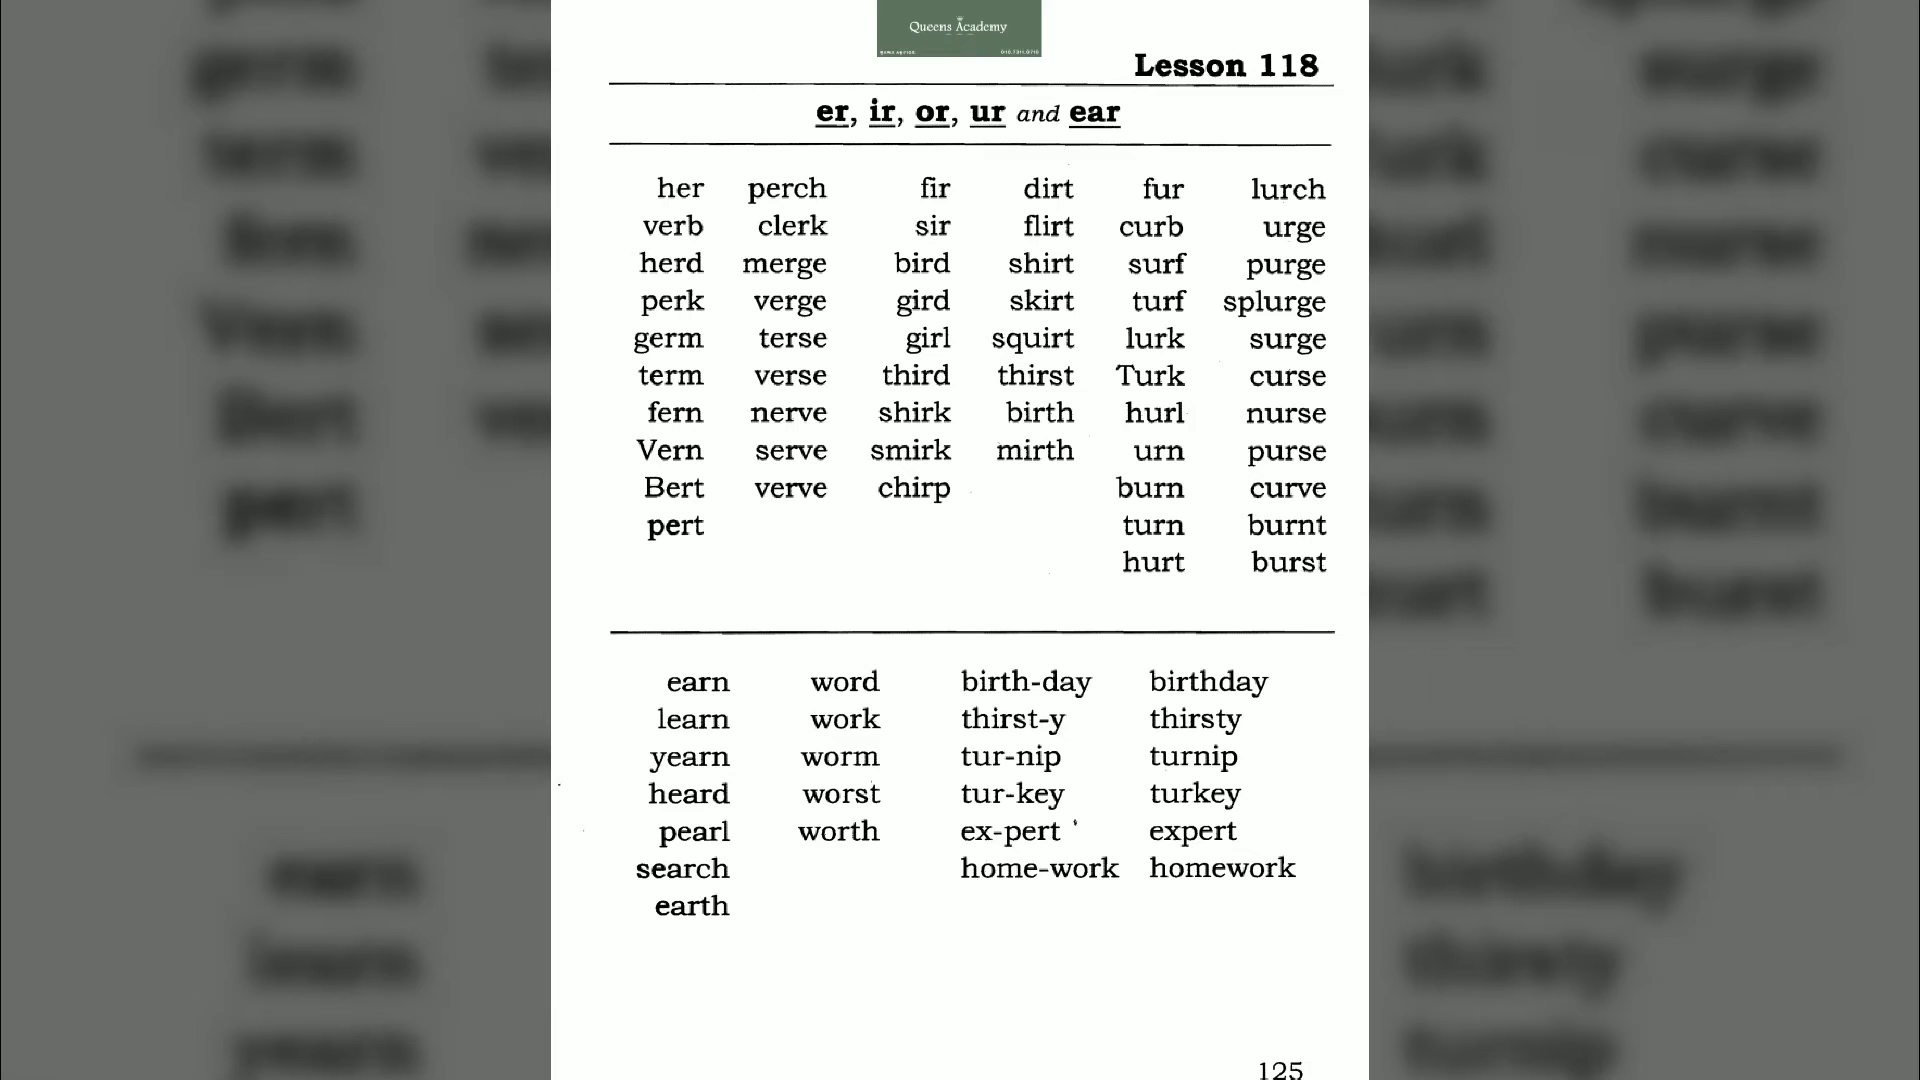 Queens Academy
Lesson 118
er, ir, or, ur and ear
her perch fir dirt fur lurch
verb clerk sir flirt curb urge
herd merge bird shirt surf purge
perk verge gird skirt turf splurge
germ terse girl squirt lurk surge
term verse third thirst Turk curse
fern nerve shirk birth hurl nurse
Vern serve smirk mirth urn purse
Bert verve chirp burn curve
pert turn burnt
hurt burst
earn word birth-day birthday
learn work thirst-y thirsty
yearn worm tur-nip turnip
heard worst tur-key turkey
pearl worth ex-pert expert
search home-work homework
earth
125